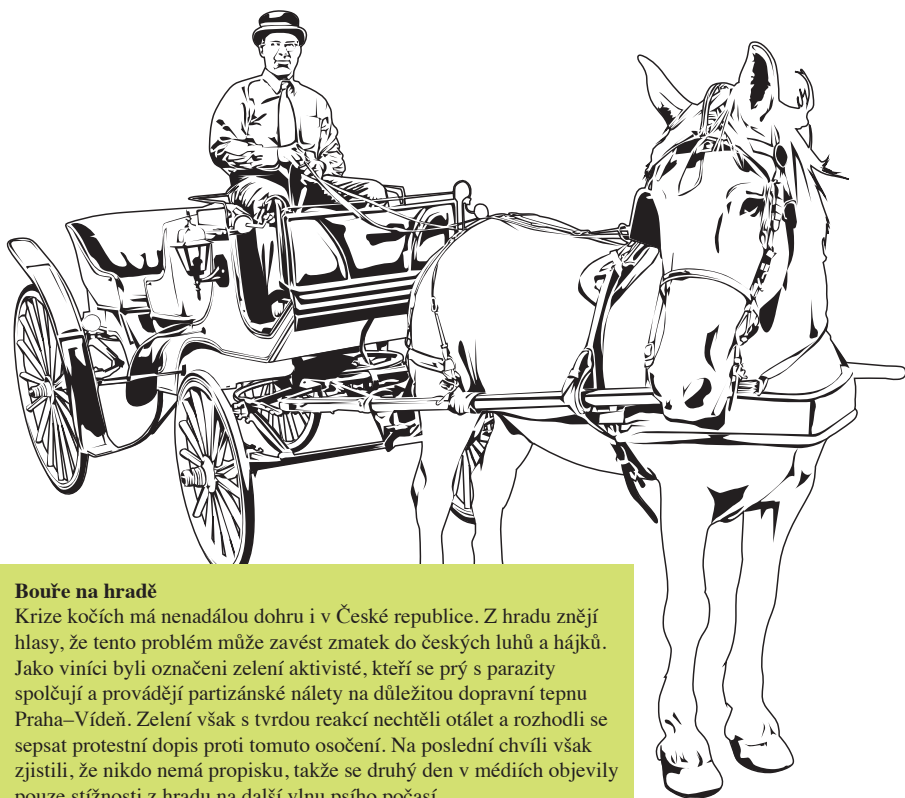 Bouře na hradě
Krize kočích má nenadálou dohru i v České republice. Z hradu znějí
hlasy, že tento problém může zavést zmatek do českých luhů a hájků.
Jako viníci byli označeni zelení aktivisté, kteří se prý s parazity
spolčují a provádějí partizánské nálety na důležitou dopravní tepnu
Praha–Vídeň. Zelení však s tvrdou reakcí nechtěli otálet a rozhodli se
sepsat protestní dopis proti tomuto osočení. Na poslední chvíli však
zjistili, že nikdo nemá propisku, takže se druhý den v médiích objevily
pouze stížnosti z hradu na další vlnu psího počasí.